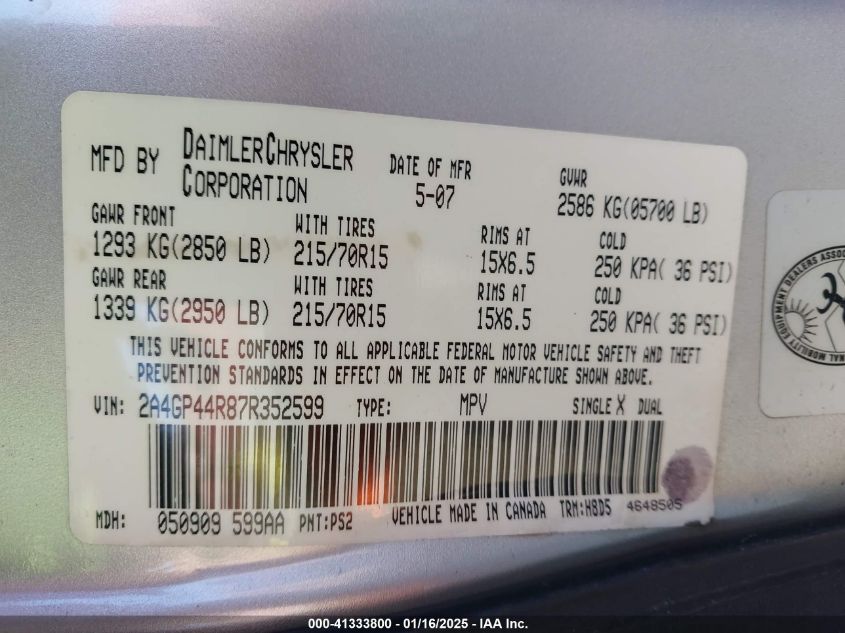 MFD BY DAIMLERCHRYSLER CORPORATION DATE OF MFR 5-07 GVWR 2586 KG(05700 LB)
GAWR FRONT WITH TIRES RIMS AT COLD
1293 KG(2850 LB) 215/70R15 15X6.5 250 KPA( 36 PSI)
GAWR REAR WITH TIRES RIMS AT COLD
1339 KG(2950 LB) 215/70R15 15X6.5 250 KPA( 36 PSI)
THIS VEHICLE CONFORMS TO ALL APPLICABLE FEDERAL MOTOR VEHICLE SAFETY AND THEFT
PREVENTION STANDARDS IN EFFECT ON THE DATE OF MANUFACTURE SHOWN ABOVE.
VIN: 2A4GP44R87R352599 TYPE: MPV SINGLE X DUAL
MDH: 050909 599AA PNT:PS2 VEHICLE MADE IN CANADA TRM:H8D5 4648505
EQUIPMENT DEALERS
MOBILITY
000-41333800 - 01/16/2025 - IAA Inc.